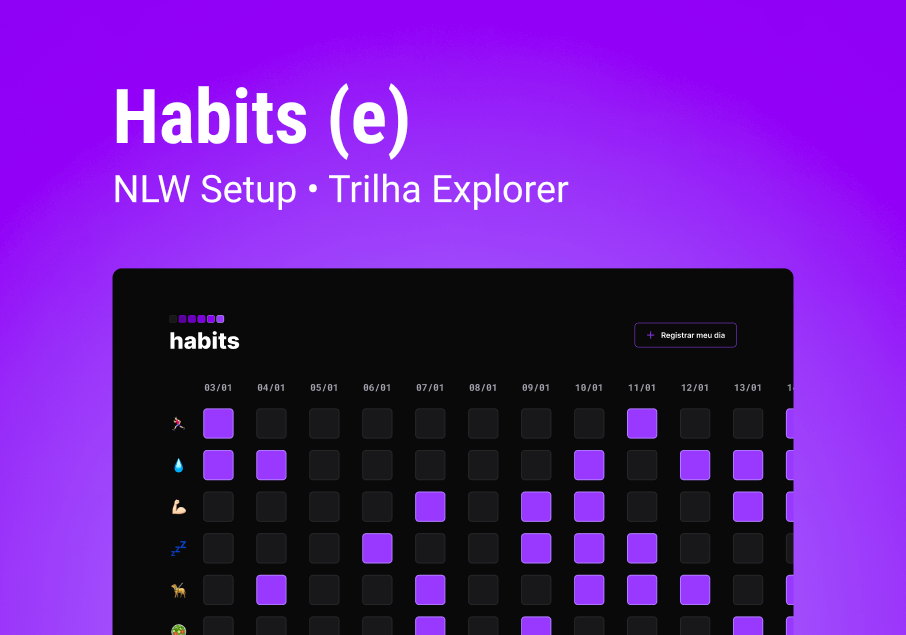 Habits (e)
NLW Setup • Trilha Explorer
habits
+ Registrar meu dia
03/01 04/01 05/01 06/01 07/01 08/01 09/01 10/01 11/01 12/01 13/01